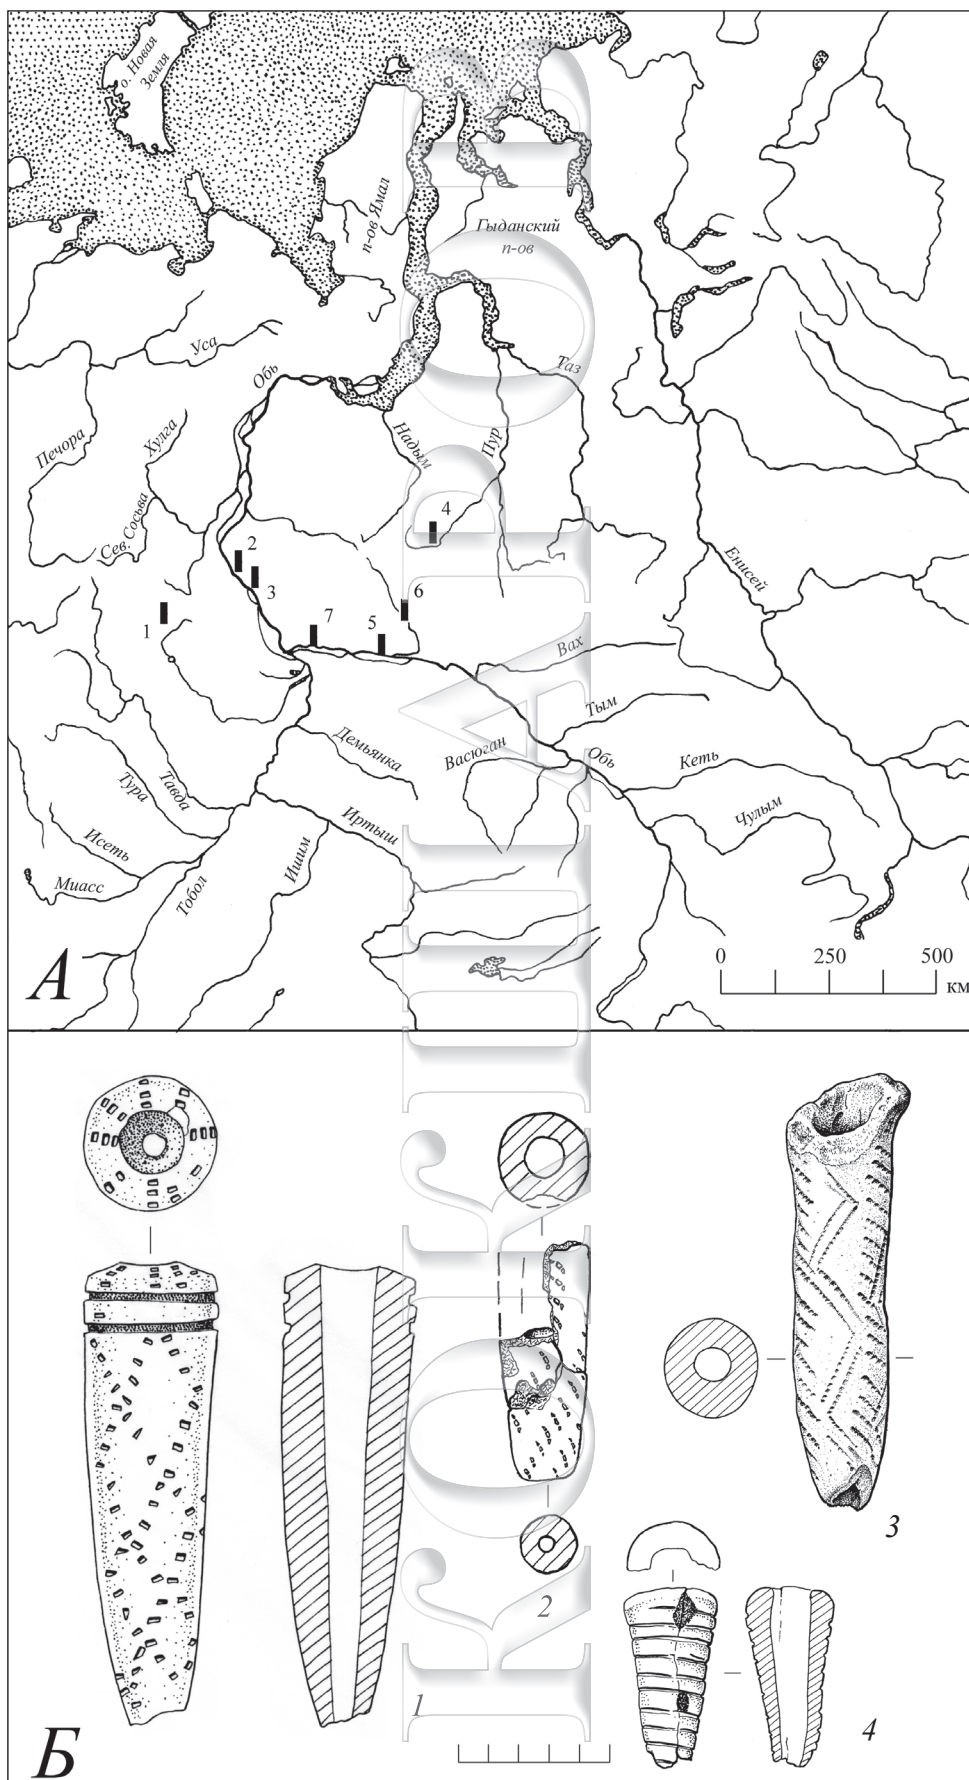 о. Новая
Земля
п-ов Ямал
Гыданский
п-ов
Уса
Обь
Таз
Печора
Хулга
Надым
Пур
Сев. Сосьва
4
2
3
6
Енисей
1
7
5
Вах
Тым
Демьянка
Васюган
Обь
Кеть
Тавда
Тура
Чулым
Исеть
Иртыш
Ишим
Миасс
Тобол
0 250 500
км
А
3
2
1
4
Б